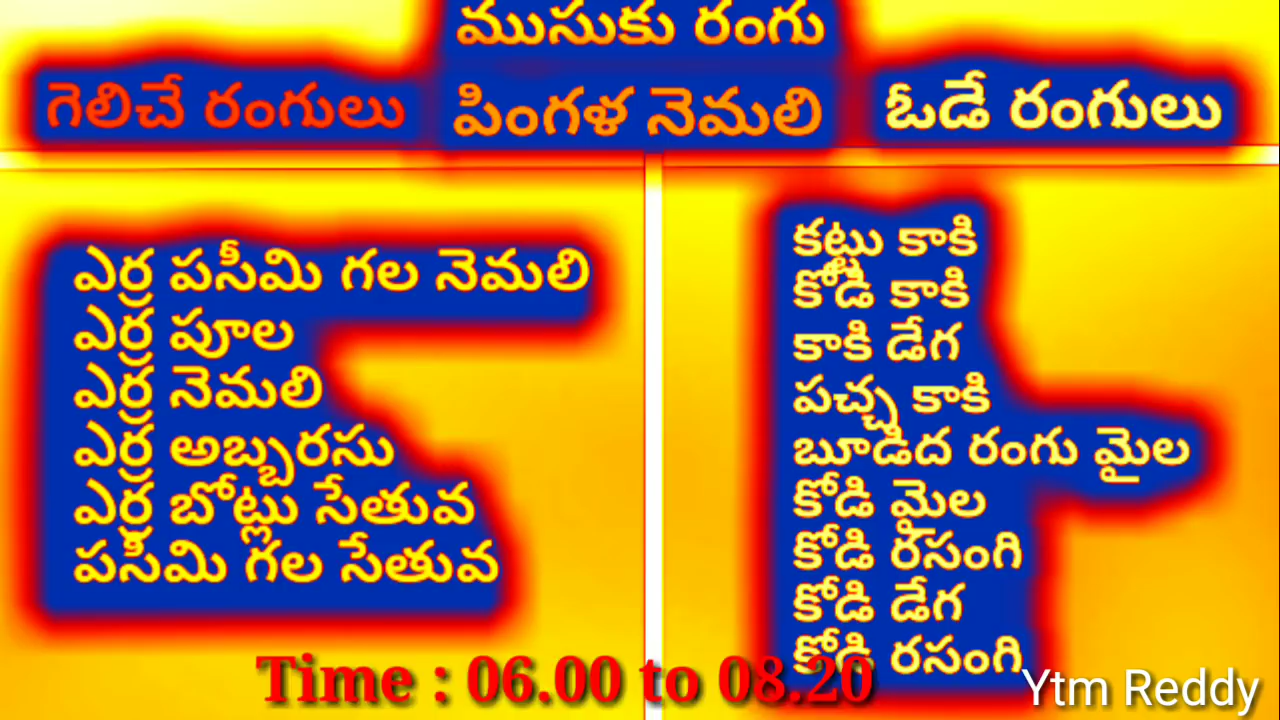 ముసుకు రంగు
గెలిచే రంగులు
పింగళ నెమలి
ఓడే రంగులు
ఎర్ర పసీమి గల నెమలి
ఎర్ర పూల
ఎర్ర నెమలి
ఎర్ర అబ్బరసు
ఎర్ర బోట్లు సేతువ
పసిమి గల సేతువ
కట్టు కాకి
కోడి కాకి
కాకి డేగ
పచ్చ కాకి
బూడిద రంగు మైల
కోడి మైల
కోడి రసంగి
కోడి డేగ
కోడి రసంగి
Time : 06.00 to 08.20
Ytm Reddy